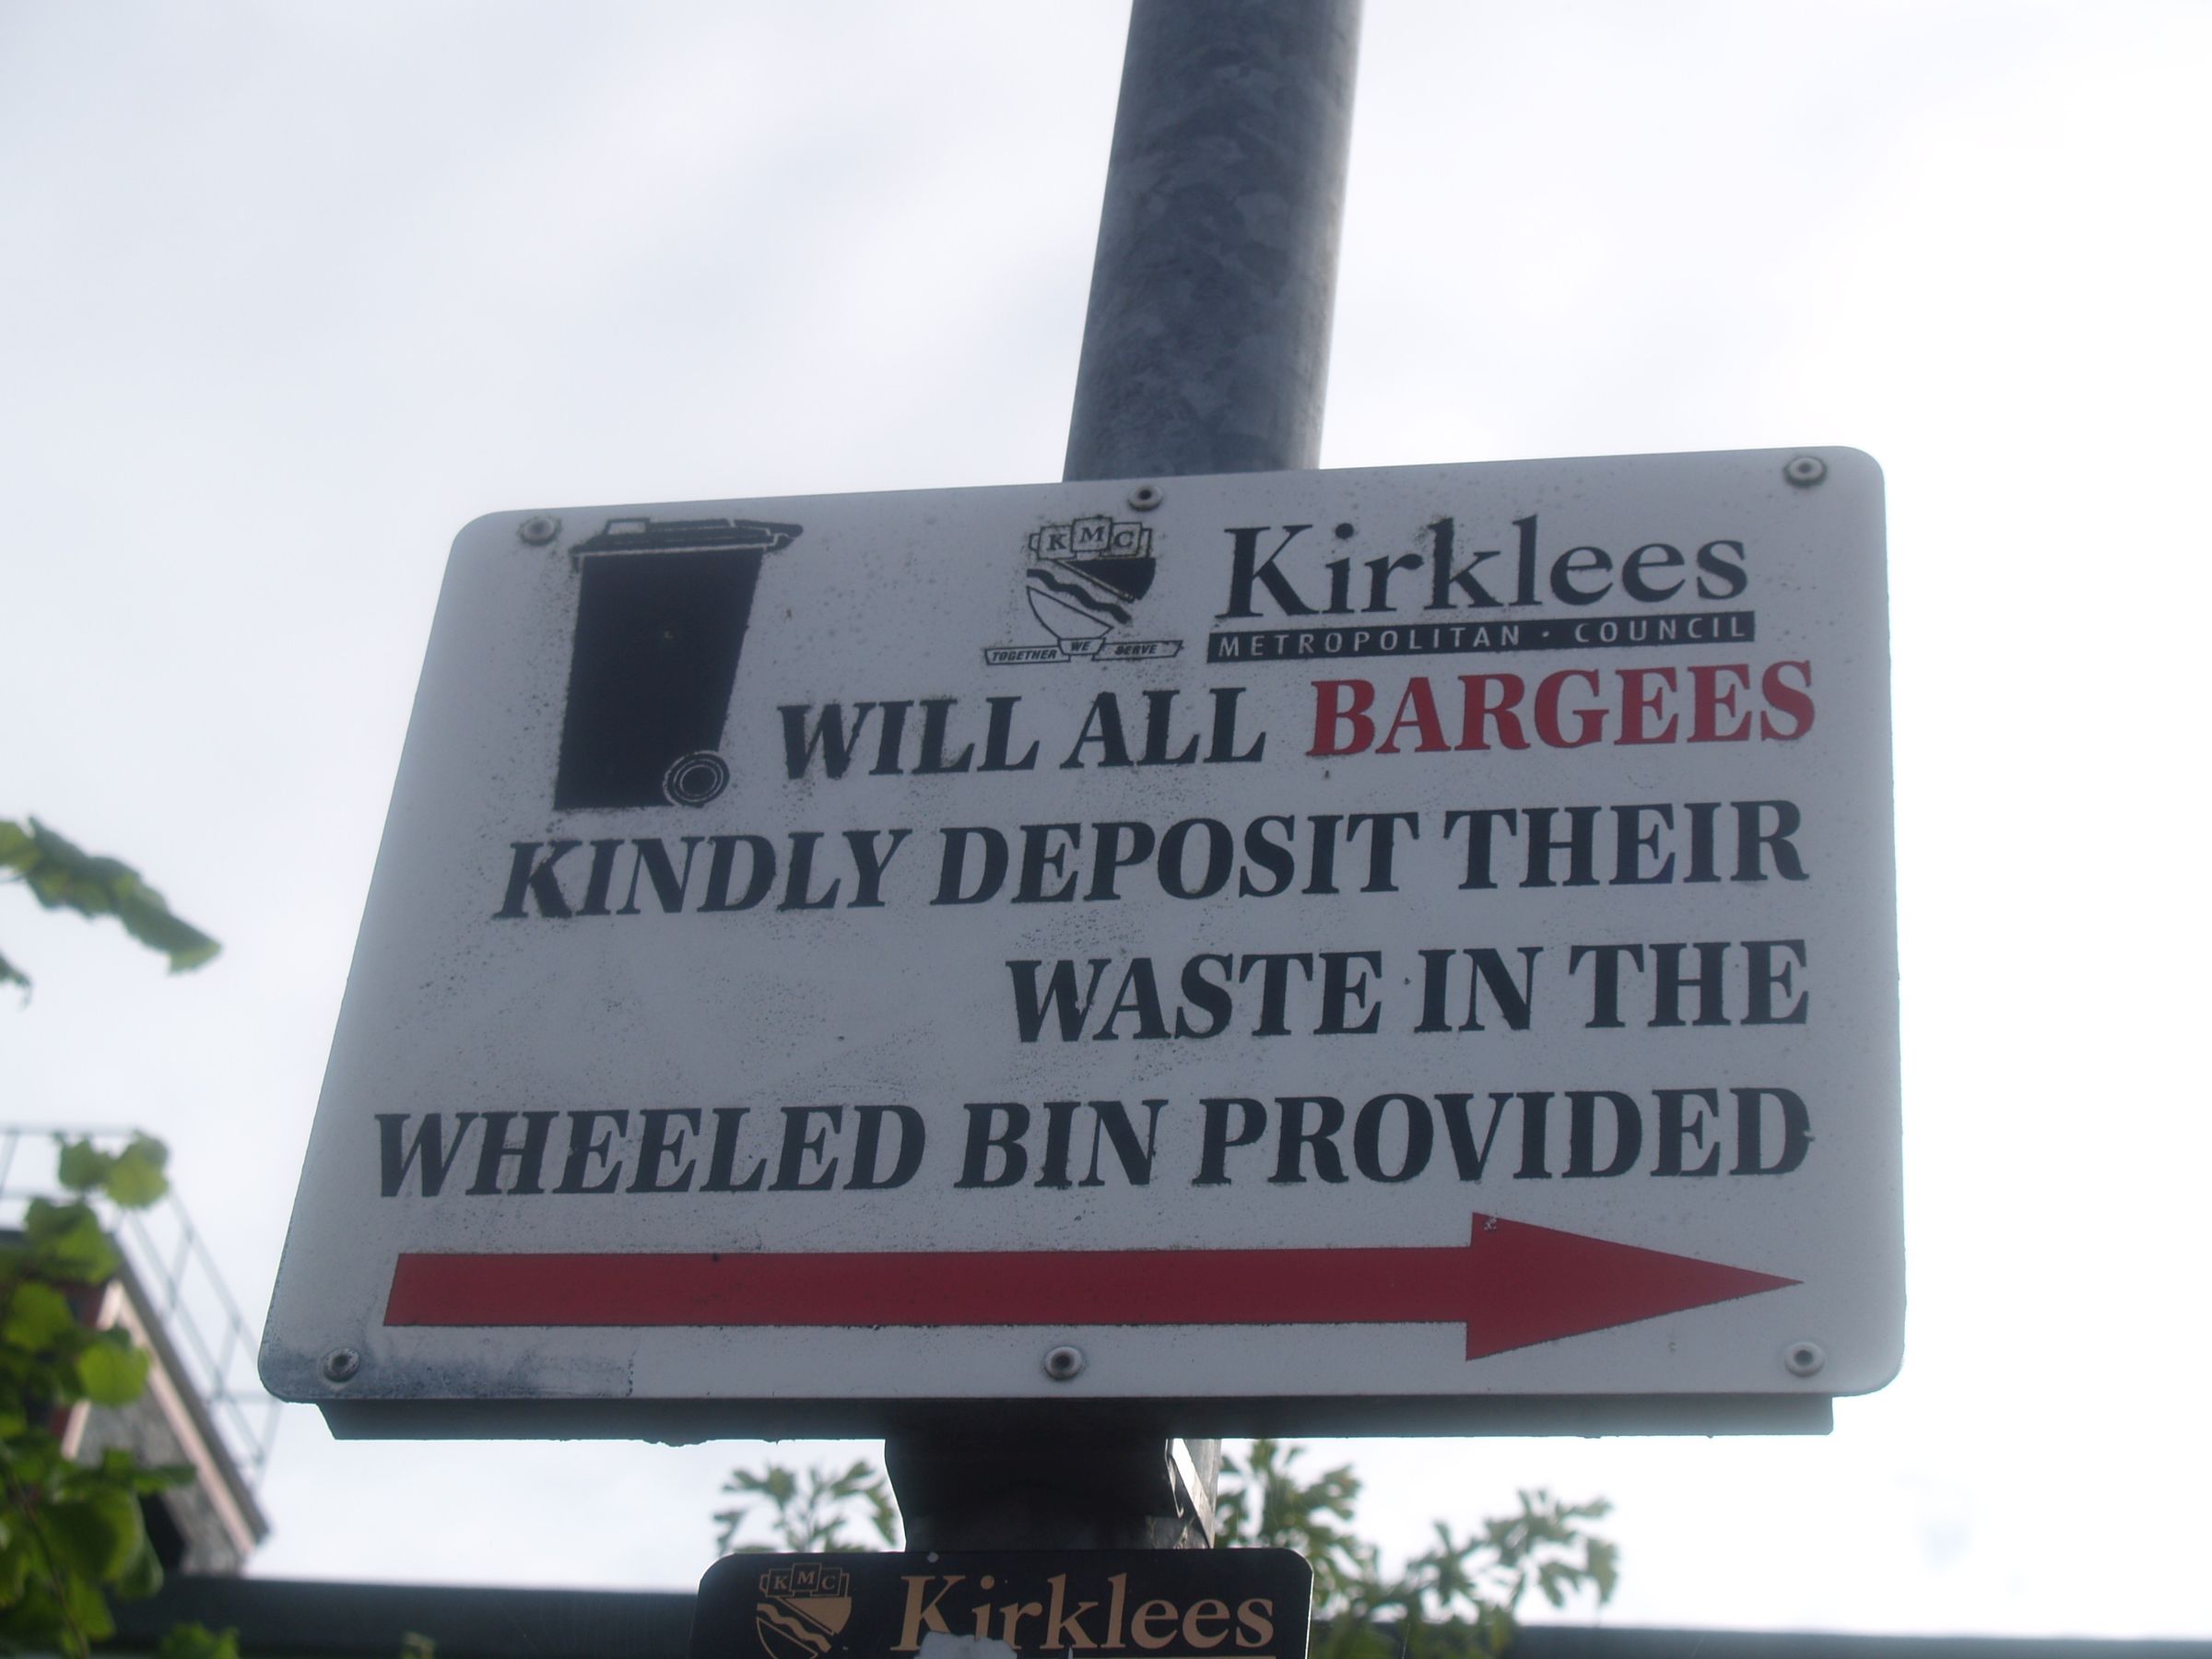 KMC
TOGETHER WE SERVE
Kirklees
METROPOLITAN · COUNCIL
WILL ALL BARGEES
KINDLY DEPOSIT THEIR
WASTE IN THE
WHEELED BIN PROVIDED
KMC
Kirklees